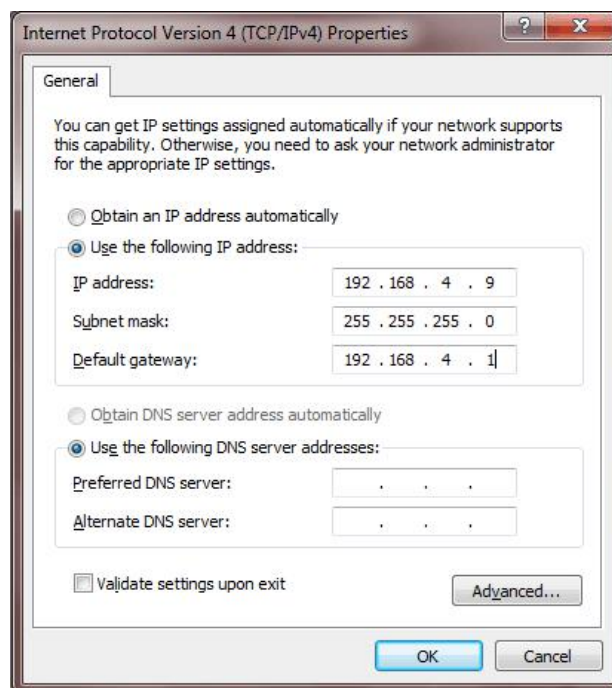 Internet Protocol Version 4 (TCP/IPv4) Properties
General
You can get IP settings assigned automatically if your network supports
this capability. Otherwise, you need to ask your network administrator
for the appropriate IP settings.
Obtain an IP address automatically
Use the following IP address:
IP address: 192 . 168 . 4 . 9
Subnet mask: 255 . 255 . 255 . 0
Default gateway: 192 . 168 . 4 . 1
Obtain DNS server address automatically
Use the following DNS server addresses:
Preferred DNS server: . . .
Alternate DNS server: . . .
Validate settings upon exit
Advanced...
OK Cancel